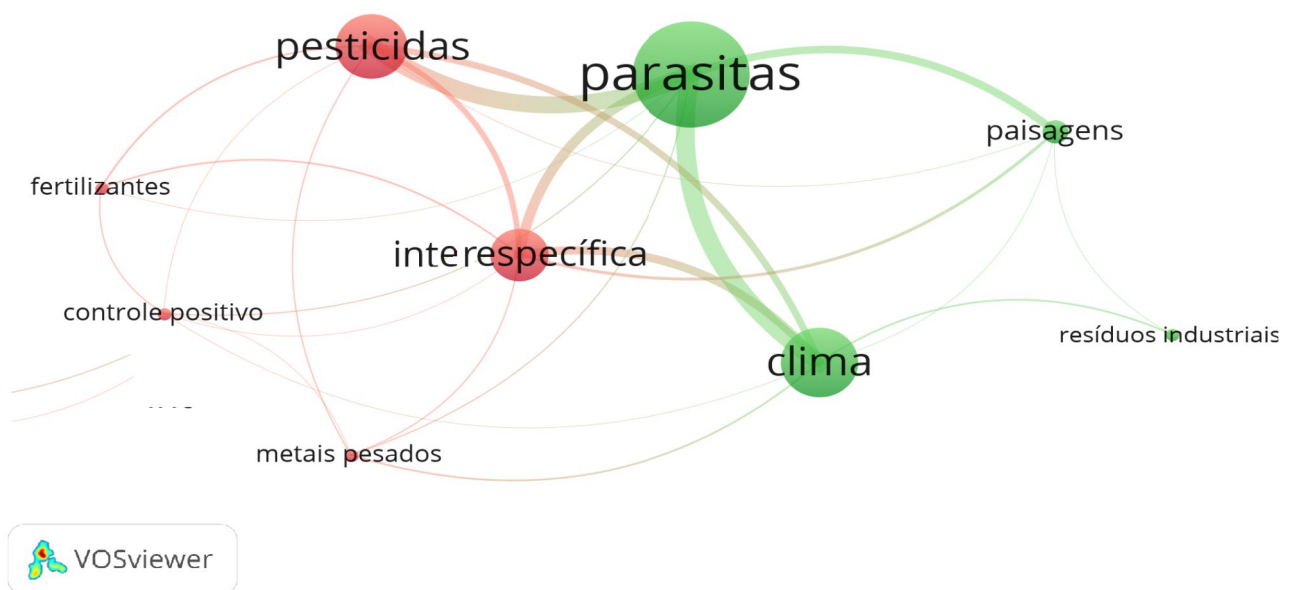 pesticidas
parasitas
paisagens
fertilizantes
interespecífica
controle positivo
resíduos industriais
clima
metais pesados
VOSviewer